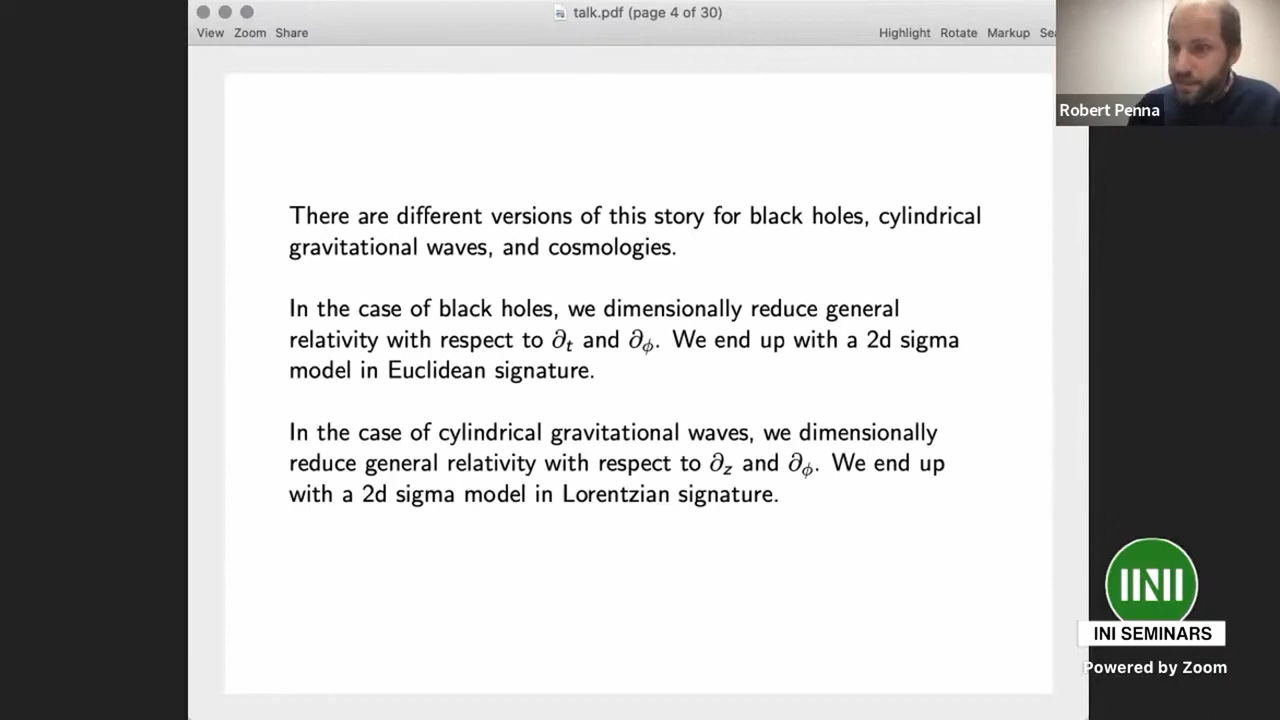 talk.pdf (page 4 of 30)
View Zoom Share
Highlight Rotate Markup
Robert Penna
There are different versions of this story for black holes, cylindrical
gravitational waves, and cosmologies.
In the case of black holes, we dimensionally reduce general
relativity with respect to ∂t and ∂ϕ. We end up with a 2d sigma
model in Euclidean signature.
In the case of cylindrical gravitational waves, we dimensionally
reduce general relativity with respect to ∂z and ∂ϕ. We end up
with a 2d sigma model in Lorentzian signature.
INI
INI SEMINARS
Powered by Zoom